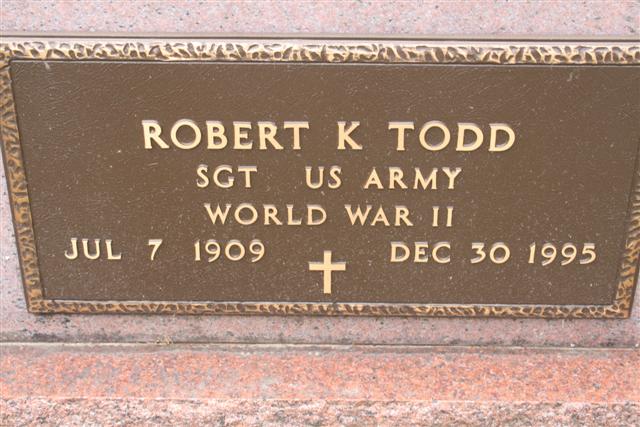 ROBERT K TODD
SGT US ARMY
WORLD WAR II
JUL 7 1909 DEC 30 1995